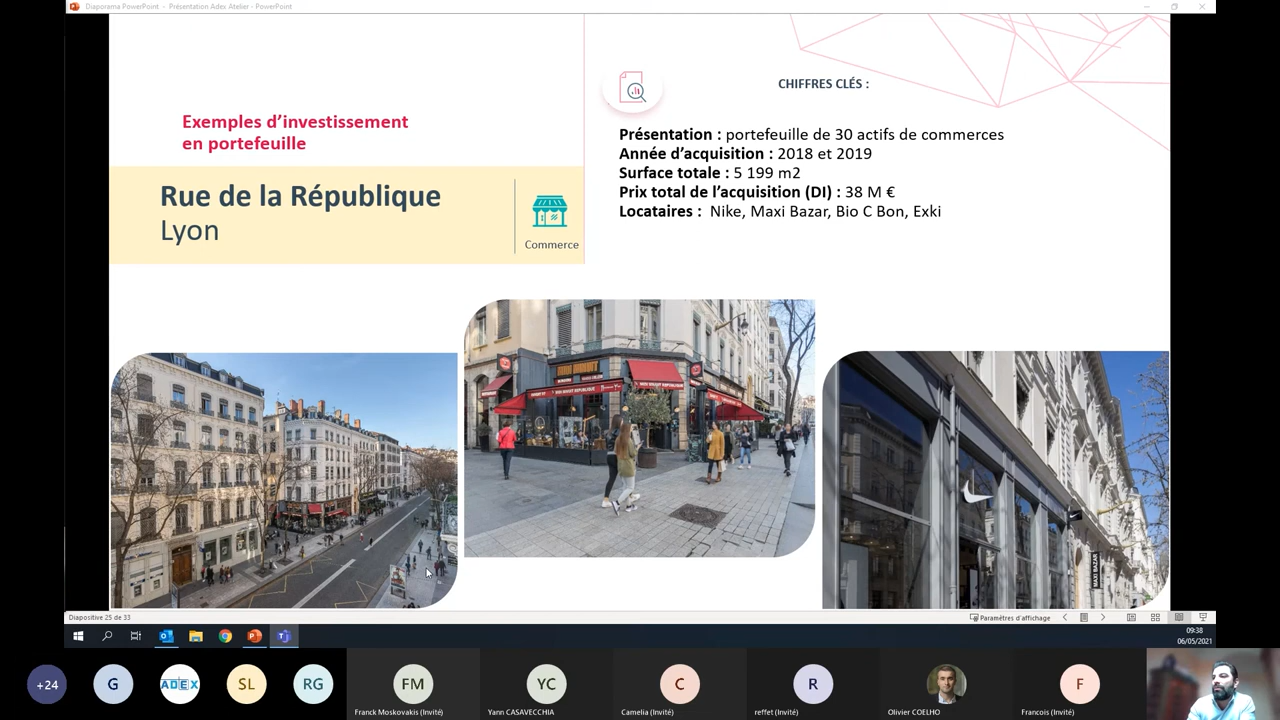 Diaporama PowerPoint - Présentation Adex Atelier - PowerPoint
Exemples d'investissement
en portefeuille
Rue de la République
Lyon
Commerce
CHIFFRES CLÉS :
Présentation : portefeuille de 30 actifs de commerces
Année d'acquisition : 2018 et 2019
Surface totale : 5 199 m2
Prix total de l'acquisition (DI) : 38 M €
Locataires : Nike, Maxi Bazar, Bio C Bon, Exki
MAXI BAZAR
Diapositive 25 de 33
Paramètres d'affichage
09:38
06/05/2021
+24
G
ADEX
SL
RG
FM
YC
C
R
F
Franck Moskovakis (Invité)
Yann CASAVECCHIA
Camelia (Invité)
reffet (Invité)
Olivier COELHO
Francois (Invité)